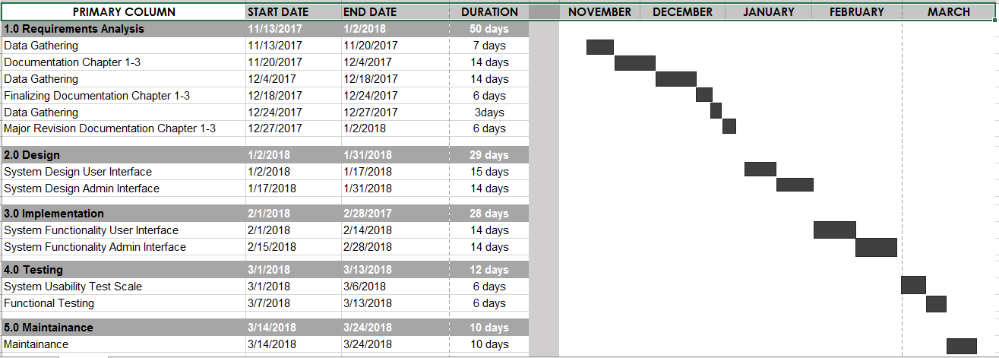 PRIMARY COLUMN START DATE END DATE DURATION NOVEMBER DECEMBER JANUARY FEBRUARY MARCH
1.0 Requirements Analysis 11/13/2017 1/2/2018 50 days
Data Gathering 11/13/2017 11/20/2017 7 days
Documentation Chapter 1-3 11/20/2017 12/4/2017 14 days
Data Gathering 12/4/2017 12/18/2017 14 days
Finalizing Documentation Chapter 1-3 12/18/2017 12/24/2017 6 days
Data Gathering 12/24/2017 12/27/2017 3days
Major Revision Documentation Chapter 1-3 12/27/2017 1/2/2018 6 days
2.0 Design 1/2/2018 1/31/2018 29 days
System Design User Interface 1/2/2018 1/17/2018 15 days
System Design Admin Interface 1/17/2018 1/31/2018 14 days
3.0 Implementation 2/1/2018 2/28/2017 28 days
System Functionality User Interface 2/1/2018 2/14/2018 14 days
System Functionality Admin Interface 2/15/2018 2/28/2018 14 days
4.0 Testing 3/1/2018 3/13/2018 12 days
System Usability Test Scale 3/1/2018 3/6/2018 6 days
Functional Testing 3/7/2018 3/13/2018 6 days
5.0 Maintainance 3/14/2018 3/24/2018 10 days
Maintainance 3/14/2018 3/24/2018 10 days